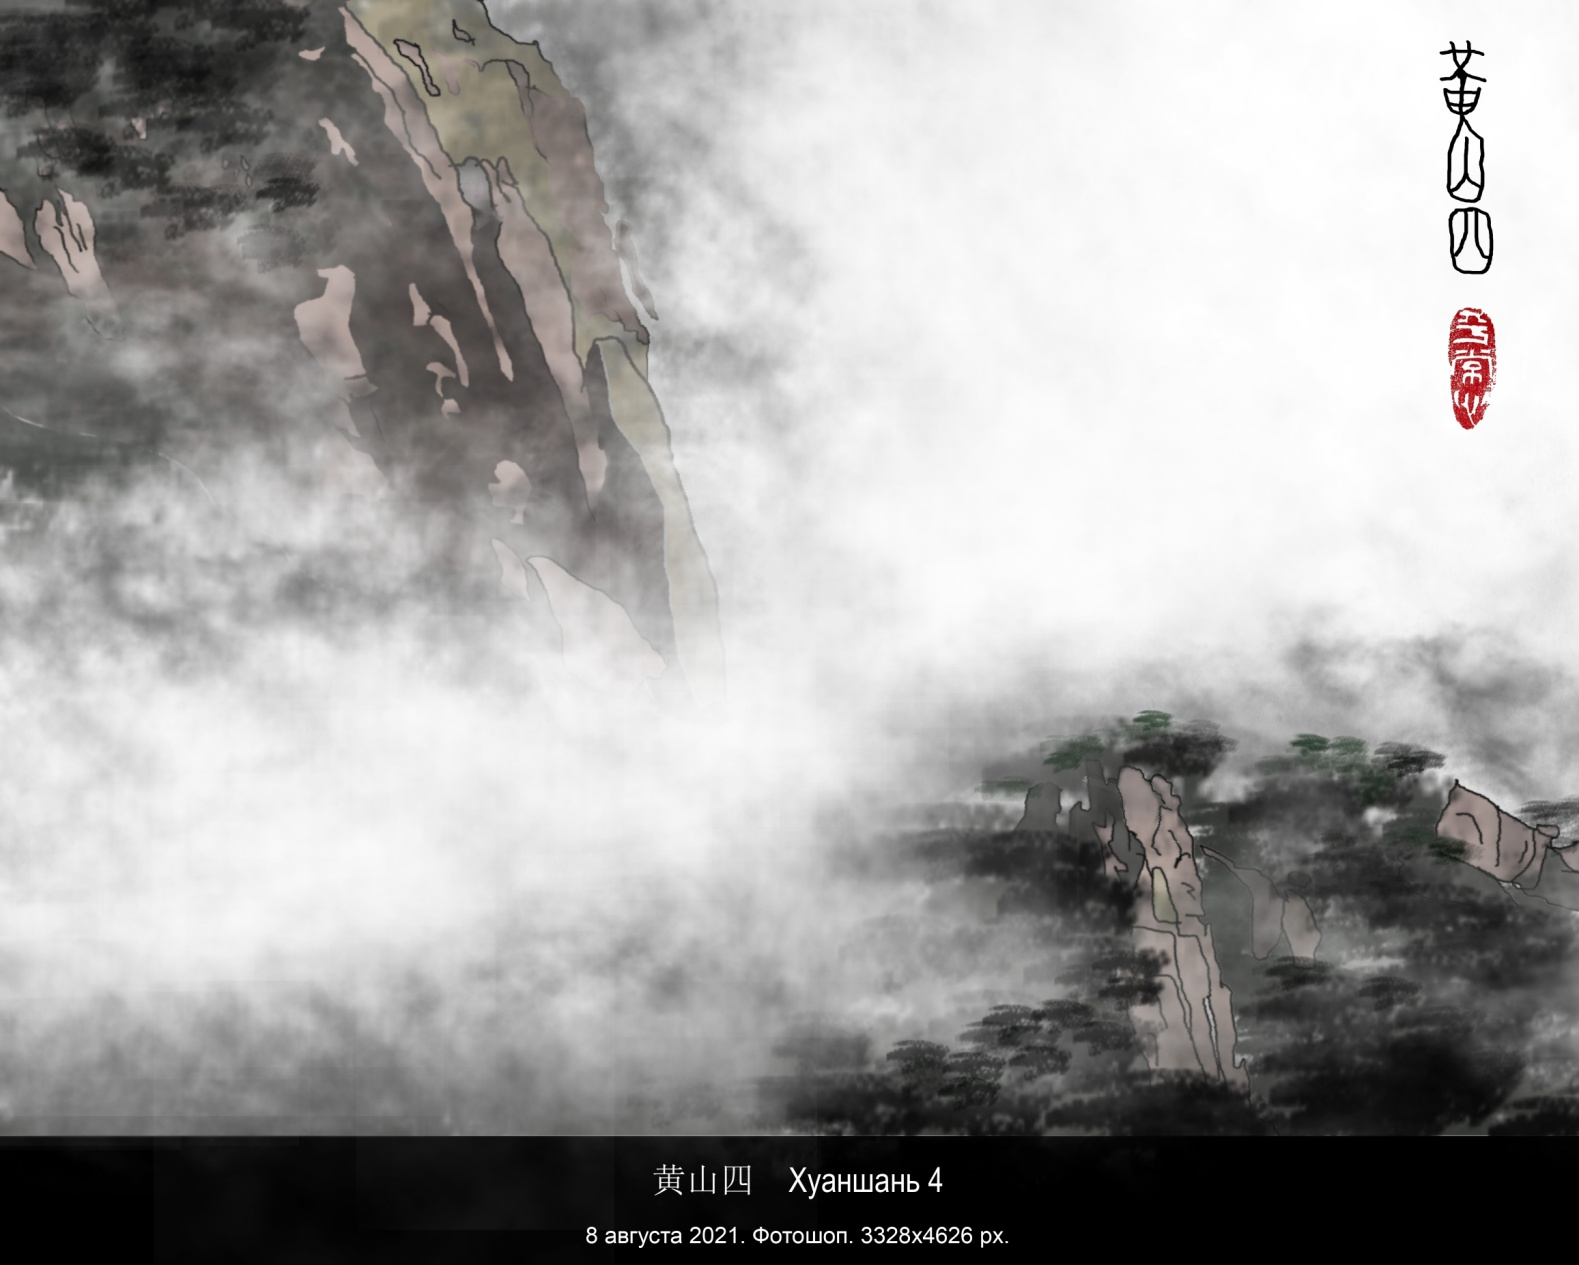 黄山四
黄山四 Хуаншань 4
8 августа 2021. Фотошоп. 3328x4626 px.